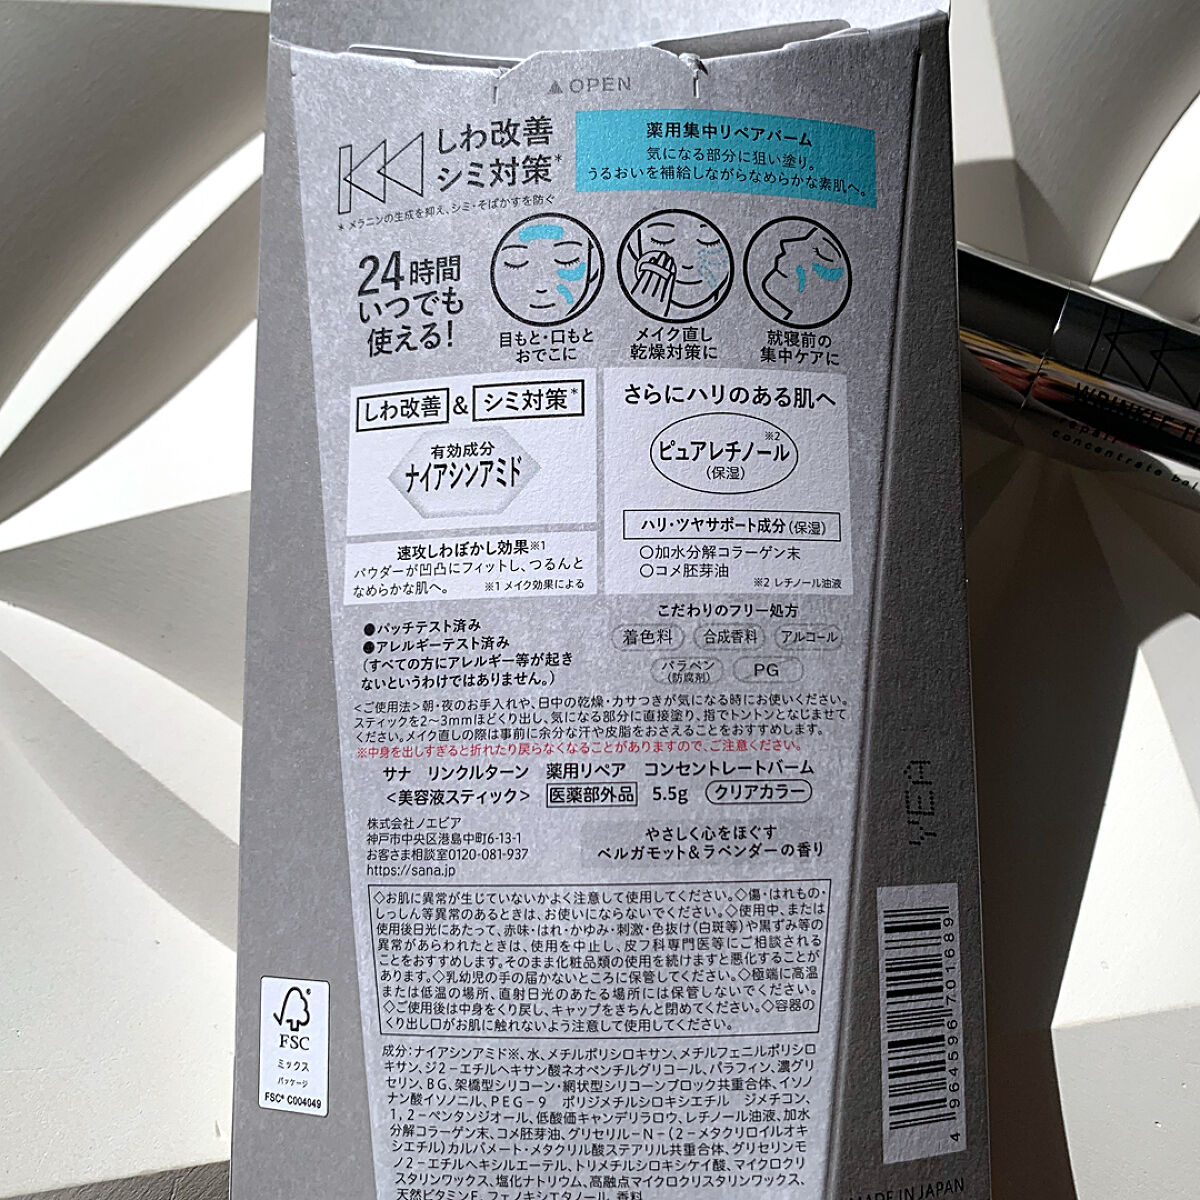 OPEN
しわ改善
シミ対策*
* メラニンの生成を抑え、シミ・そばかすを防ぐ
薬用集中リペアバーム
気になる部分に狙い塗り。
うるおいを補給しながらなめらかな素肌へ。
24時間
いつでも
使える!
目もと・口もと
おでこに
メイク直し
乾燥対策に
就寝前の
集中ケアに
しわ改善 & シミ対策*
有効成分
ナイアシンアミド
速攻しわぼかし効果※1
パウダーが凹凸にフィットし、つるんと
なめらかな肌へ。 ※1 メイク効果による
さらにハリのある肌へ
ピュアレチノール※2
(保湿)
ハリ・ツヤサポート成分(保湿)
○加水分解コラーゲン末
○コメ胚芽油
※2 レチノール油液
●パッチテスト済み
●アレルギーテスト済み
(すべての方にアレルギー等が起き
ないというわけではありません。)
こだわりのフリー処方
着色料 合成香料 アルコール
パラベン
(防腐剤)
PG
<ご使用法>朝・夜のお手入れや、日中の乾燥・カサつきが気になる時にお使いください。
スティックを2〜3mmほどくり出し、気になる部分に直接塗り、指でトントンとなじませて
ください。メイク直しの際は事前に余分な汗や皮脂をおさえることをおすすめします。
※中身を出しすぎると折れたり戻らなくなることがありますので、ご注意ください。
サナ リンクルターン 薬用リペア コンセントレートバーム
<美容液スティック> 医薬部外品 5.5g クリアカラー
株式会社ノエビア
神戸市中央区港島中町6-13-1
お客さま相談室0120-081-937
https://sana.jp
やさしく心をほぐす
ベルガモット&ラベンダーの香り
◇お肌に異常が生じていないかよく注意して使用してください。◇傷・はれもの・
しっしん等異常のあるときは、お使いにならないでください。◇使用中、または
使用後日光にあたって、赤味・はれ・かゆみ・刺激・色抜け(白斑等)や黒ずみ等の
異常があらわれたときは、使用を中止し、皮フ科専門医等にご相談される
ことをおすすめします。そのまま化粧品類の使用を続けますと悪化することが
あります。◇乳幼児の手の届かないところに保管してください。◇極端に高温
または低温の場所、直射日光のあたる場所には保管しないでください。
◇ご使用後は中身をくり戻し、キャップをきちんと閉めてください。◇容器の
くり出し口がお肌に触れないよう注意して使用してください。
成分:ナイアシンアミド※、水、メチルポリシロキサン、メチルフェニルポリシロ
キサン、ジ2-エチルヘキサン酸ネオペンチルグリコール、パラフィン、濃グリ
セリン、BG、架橋型シリコーン・網状型シリコーンブロック共重合体、イソノ
ナン酸イソノニル、PEG-9 ポリジメチルシロキシエチル ジメチコン、
1,2-ペンタンジオール、低酸価キャンデリラロウ、レチノール油液、加水
分解コラーゲン末、コメ胚芽油、グリセリル-N-(2-メタクリロイルオキ
シエチル)カルバメート・メタクリル酸ステアリル共重合体、グリセリンモ
ノ2-エチルヘキシルエーテル、トリメチルシロキシケイ酸、マイクロクリ
スタリンワックス、塩化ナトリウム、高融点マイクロクリスタリンワックス、
天然ビタミンE、フェノキシエタノール、香料
FSC
ミックス
パッケージ
FSC® C004049
4964596701689
MADE IN JAPAN
WRINKLE
repair
concentrate